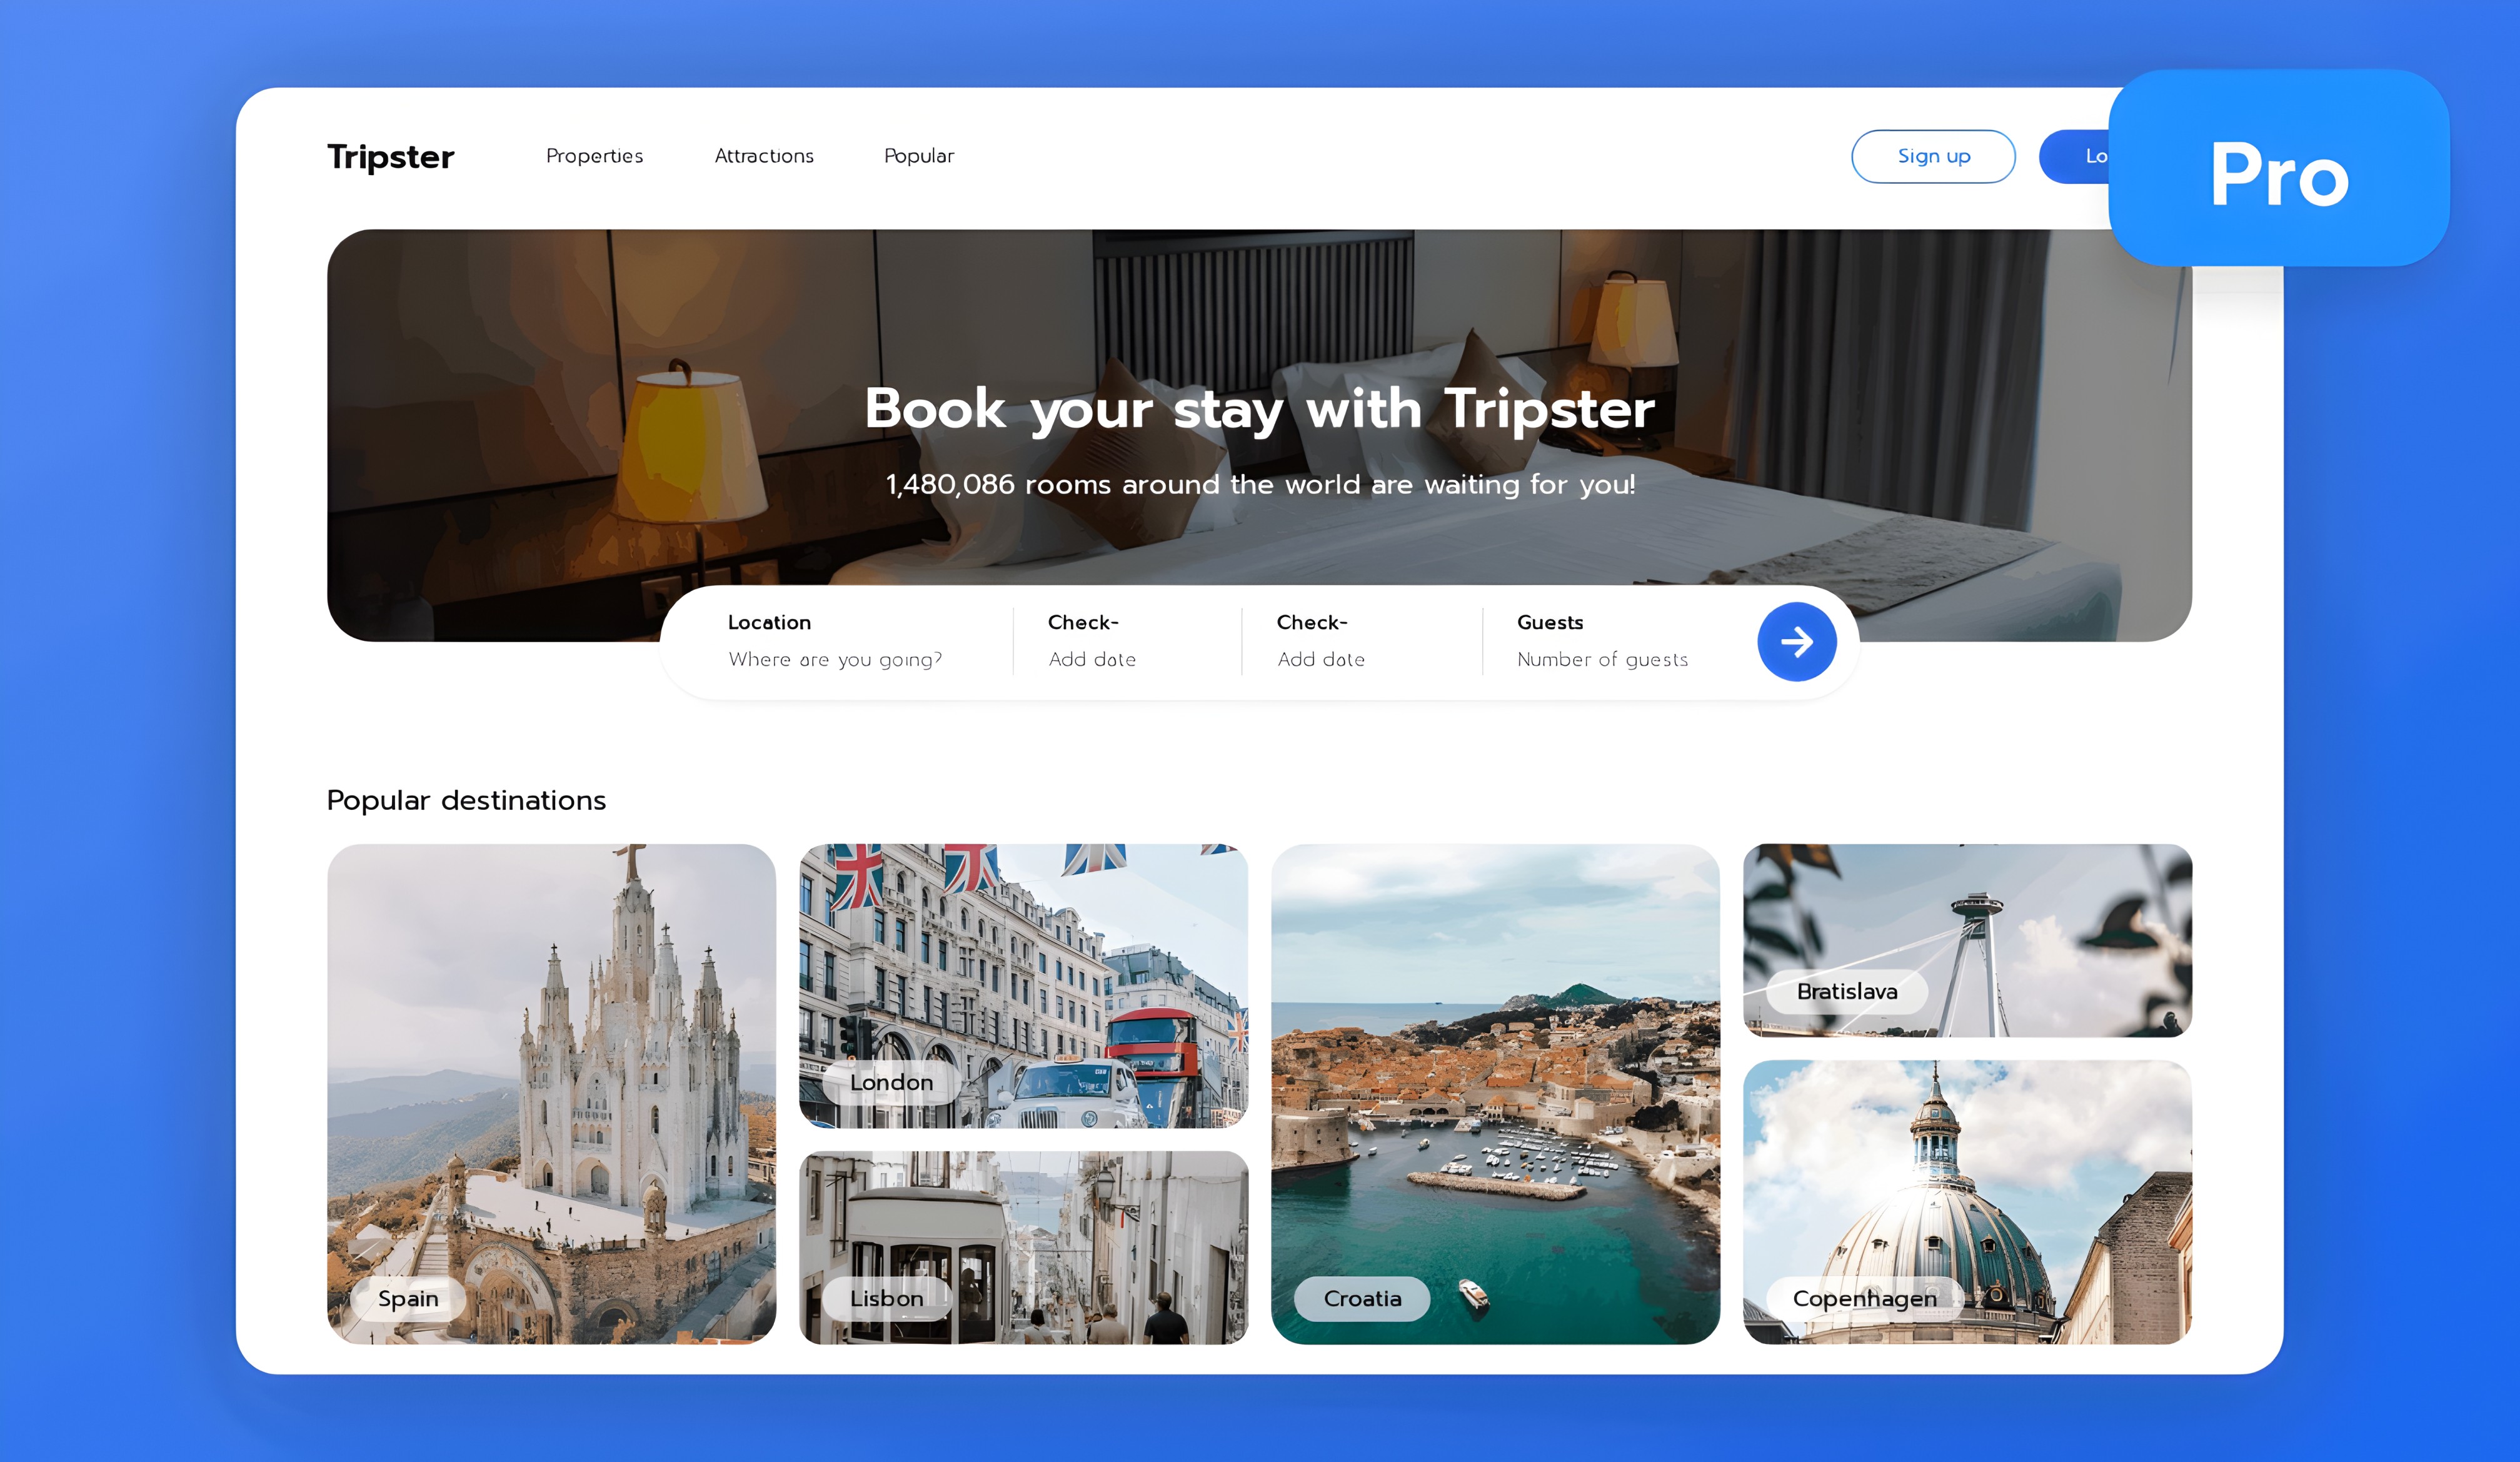 Tripster
Properties
Attractions
Popular
Sign up
Lo
Pro
Book your stay with Tripster
1,480,086 rooms around the world are waiting for you!
Location
Where are you going?
Check-
Add date
Check-
Add date
Guests
Number of guests
Popular destinations
Spain
London
Lisbon
Croatia
Bratislava
Copenhagen